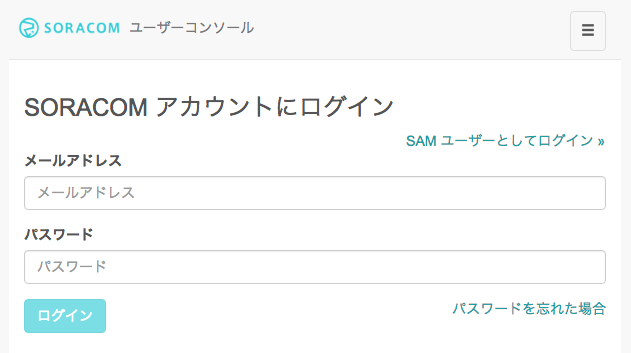 SORACOM ユーザーコンソール
SORACOM アカウントにログイン
SAM ユーザーとしてログイン »
メールアドレス
メールアドレス
パスワード
パスワード
ログイン
パスワードを忘れた場合